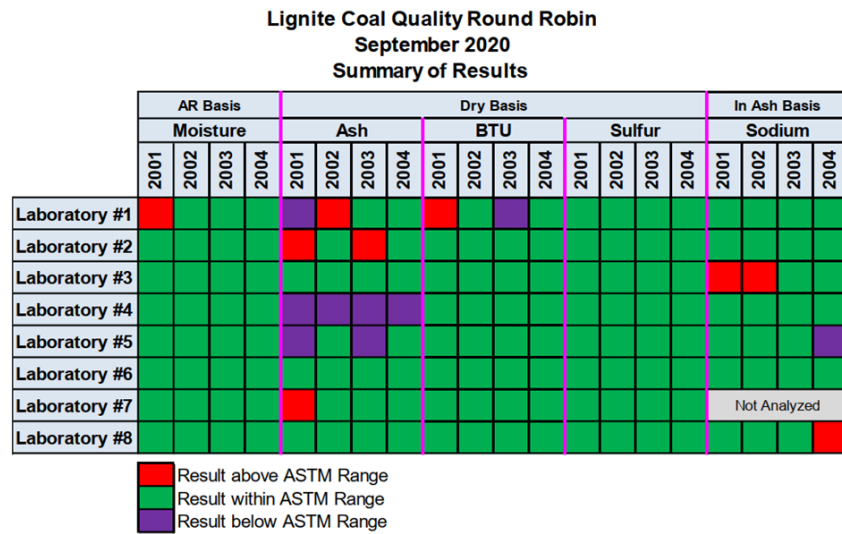 Lignite Coal Quality Round Robin
September 2020
Summary of Results
AR Basis Dry Basis In Ash Basis
Moisture Ash BTU Sulfur Sodium
2001 2002 2003 2004 2001 2002 2003 2004 2001 2002 2003 2004 2001 2002 2003 2004 2001 2002 2003 2004
Laboratory #1
Laboratory #2
Laboratory #3
Laboratory #4
Laboratory #5
Laboratory #6
Laboratory #7 Not Analyzed
Laboratory #8
Result above ASTM Range
Result within ASTM Range
Result below ASTM Range